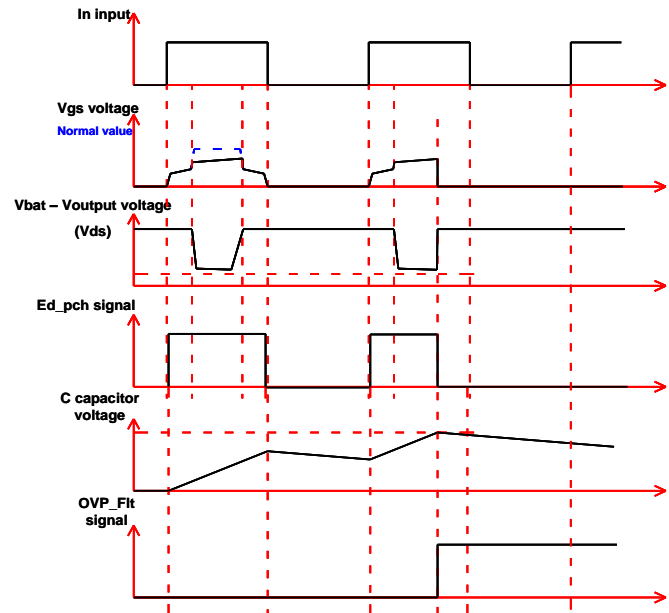 In input
Vgs voltage
Normal value
Vbat – Voutput voltage
(Vds)
Ed_pch signal
C capacitor
voltage
OVP_Flt
signal